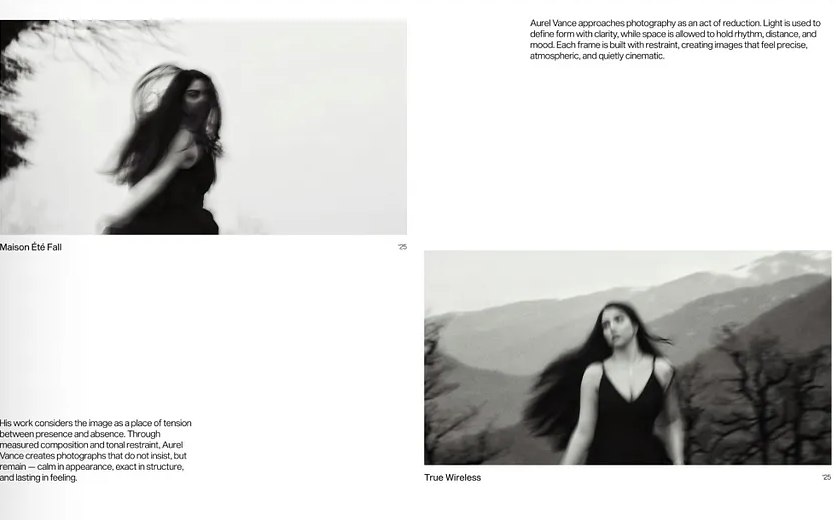 Aurel Vance approaches photography as an act of reduction. Light is used to
define form with clarity, while space is allowed to hold rhythm, distance, and
mood. Each frame is built with restraint, creating images that feel precise,
atmospheric, and quietly cinematic.
Maison Été Fall
'25
His work considers the image as a place of tension
between presence and absence. Through
measured composition and tonal restraint, Aurel
Vance creates photographs that do not insist, but
remain — calm in appearance, exact in structure,
and lasting in feeling.
True Wireless
'25